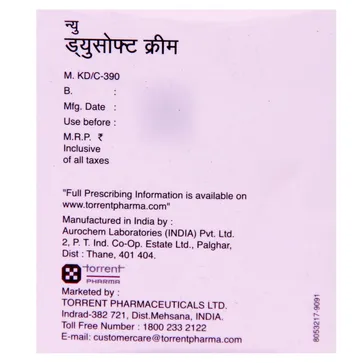 न्यु
ड्युसोफ्ट क्रीम
M. KD/C-390
B. :
Mfg. Date :
Use before :
M.R.P. ₹
Inclusive
of all taxes
"Full Prescribing Information is available on
www.torrentpharma.com"
Manufactured in India by :
Aurochem Laboratories (INDIA) Pvt. Ltd.
2, P. T. Ind. Co-Op. Estate Ltd., Palghar,
Dist : Thane, 401 404.
torrent
PHARMA
Marketed by :
TORRENT PHARMACEUTICALS LTD.
Indrad-382 721, Dist.Mehsana, INDIA.
Toll Free Number : 1800 233 2122
E-mail: customercare@torrentpharma.com
8053217-9091